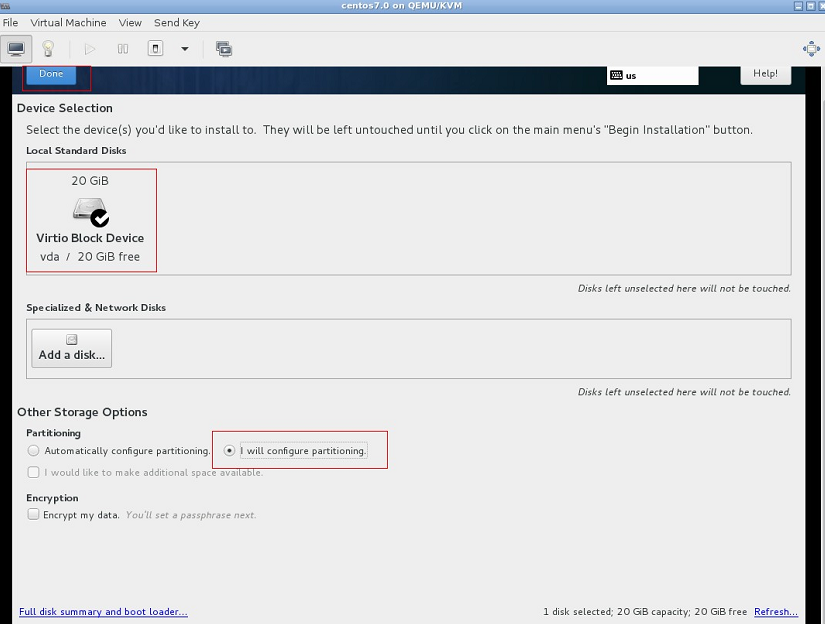 centos7.0 on QEMU/KVM
File Virtual Machine View Send Key
Done us Help!
Device Selection
Select the device(s) you'd like to install to. They will be left untouched until you click on the main menu's "Begin Installation" button.
Local Standard Disks
20 GiB
Virtio Block Device
vda / 20 GiB free
Disks left unselected here will not be touched.
Specialized & Network Disks
Add a disk...
Disks left unselected here will not be touched.
Other Storage Options
Partitioning
Automatically configure partitioning. I will configure partitioning.
I would like to make additional space available.
Encryption
Encrypt my data. You'll set a passphrase next.
Full disk summary and boot loader... 1 disk selected; 20 GiB capacity; 20 GiB free Refresh...